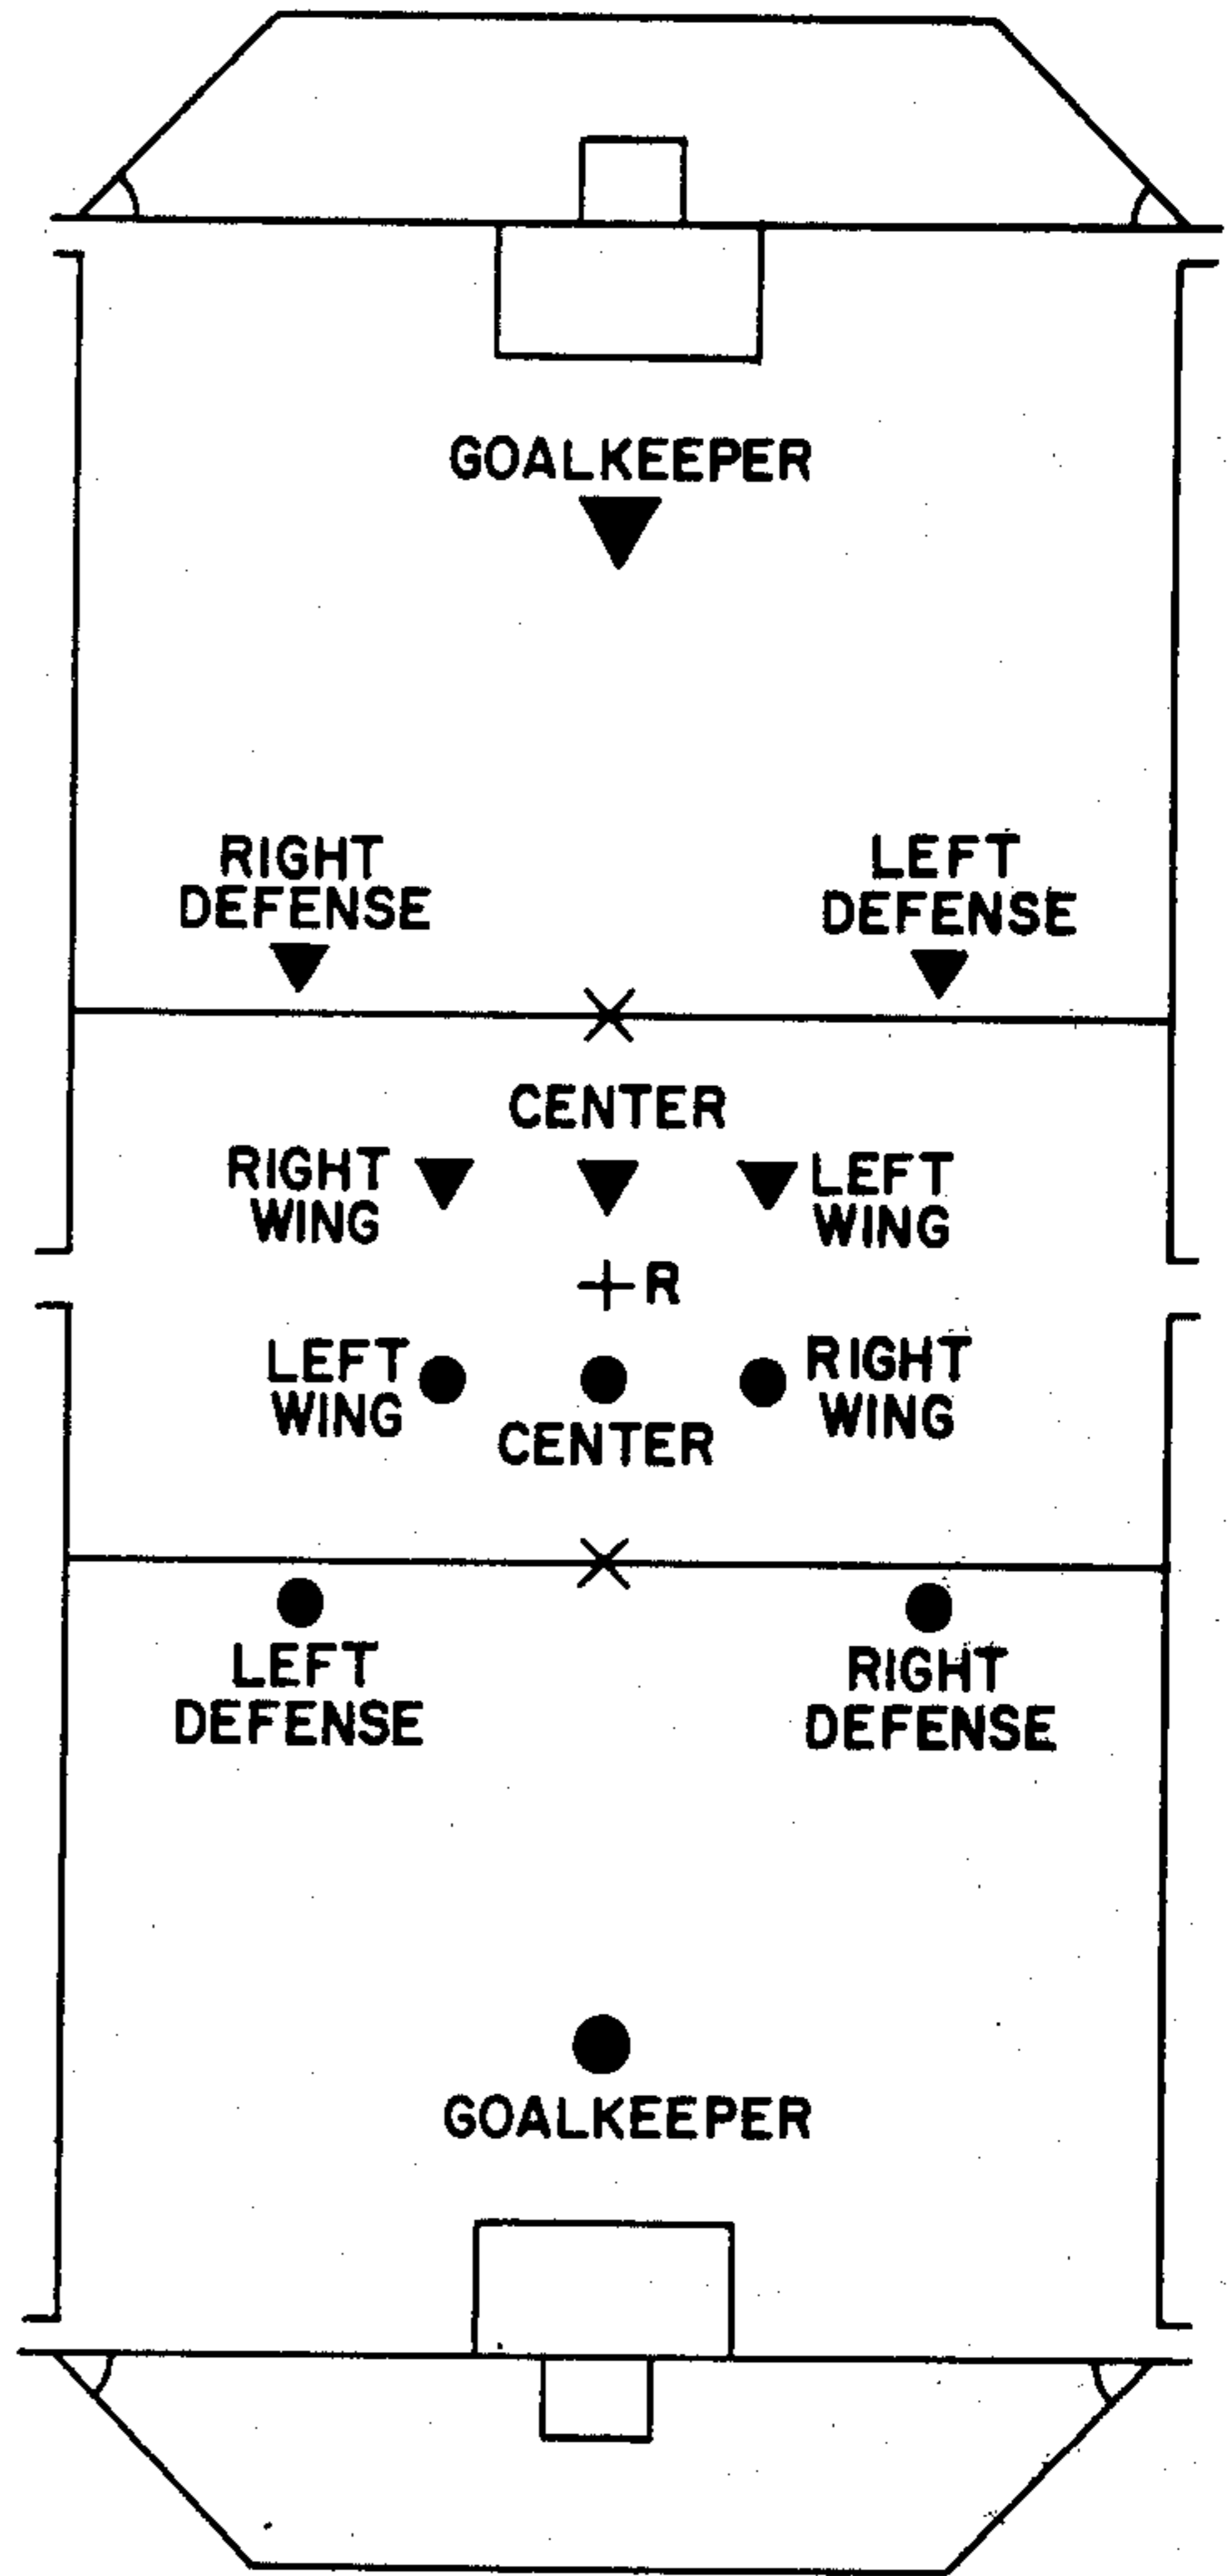 GOALKEEPER
RIGHT
DEFENSE
LEFT
DEFENSE
CENTER
RIGHT
WING
LEFT
WING
R
LEFT
WING
CENTER
RIGHT
WING
LEFT
DEFENSE
RIGHT
DEFENSE
GOALKEEPER